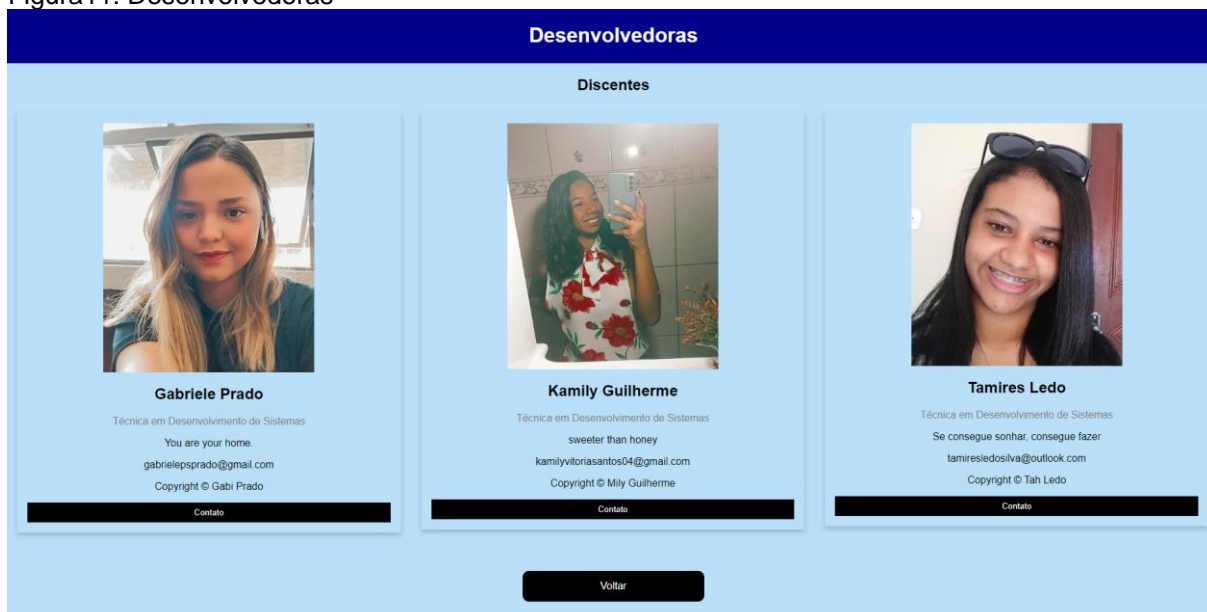 Figura11: Desenvolvedoras
Desenvolvedoras
Discentes
Gabriele Prado
Técnica em Desenvolvimento de Sistemas
You are your home.
gabrielepsprado@gmail.com
Copyright © Gabi Prado
Contato
Kamily Guilherme
Técnica em Desenvolvimento de Sistemas
sweeter than honey
kamilyvitoriasantos04@gmail.com
Copyright © Mily Guilherme
Contato
Tamires Ledo
Técnica em Desenvolvimento de Sistemas
Se consegue sonhar, consegue fazer
tamiresledosilva@outlook.com
Copyright © Tah Ledo
Contato
Voltar